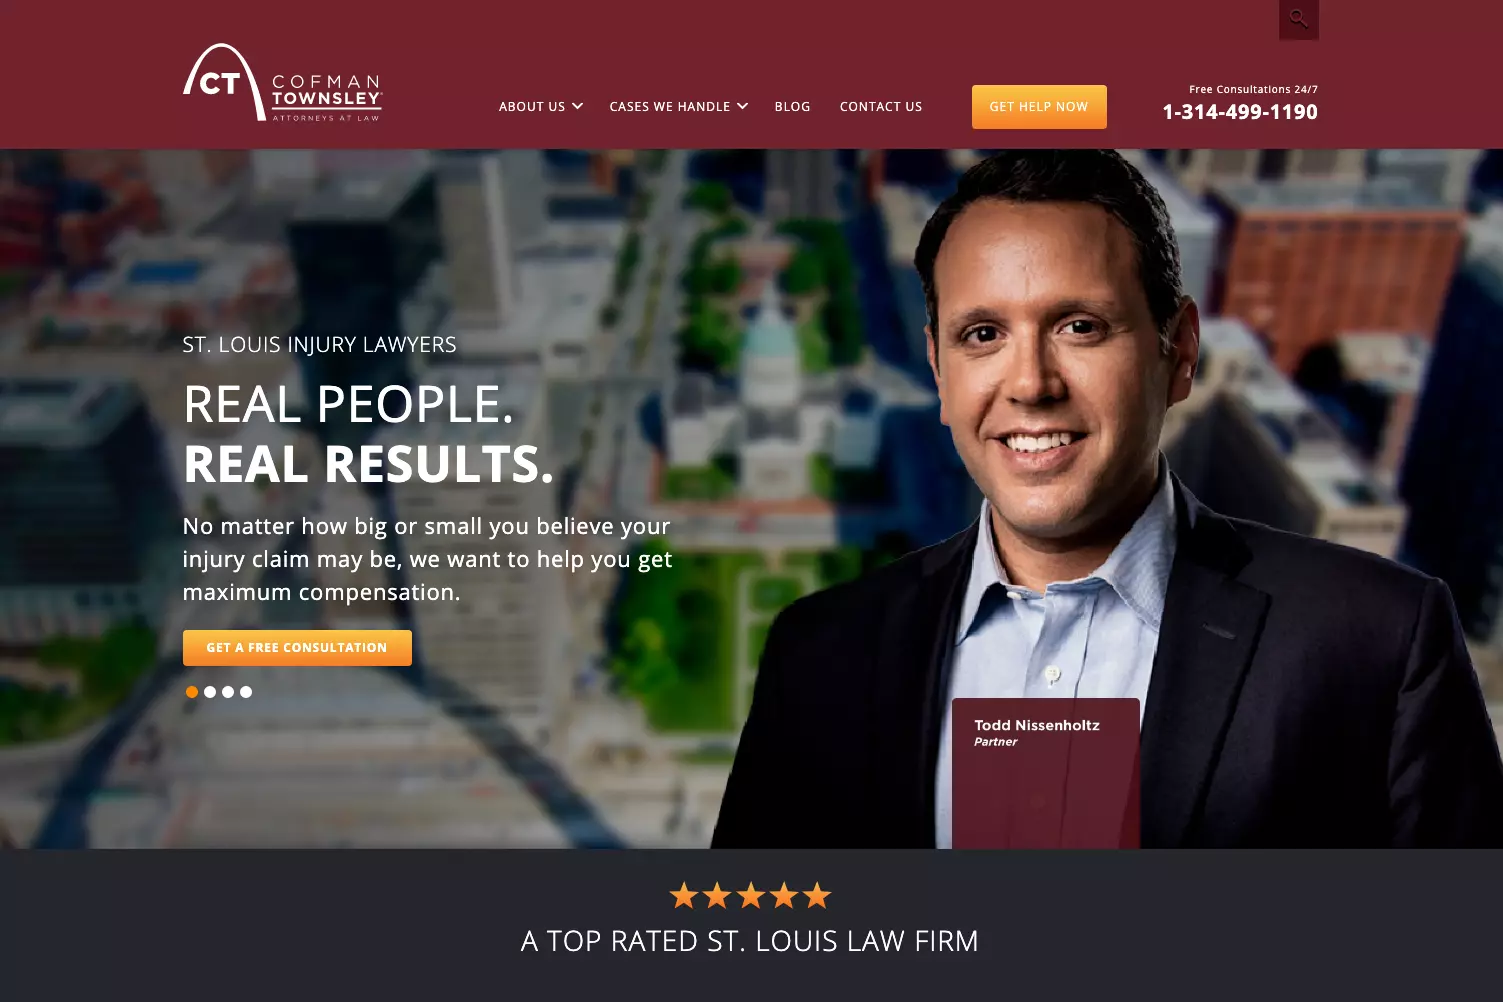 CT
COFMAN
TOWNSLEY
ATTORNEYS AT LAW
ABOUT US
CASES WE HANDLE
BLOG
CONTACT US
GET HELP NOW
Free Consultations 24/7
1-314-499-1190
ST. LOUIS INJURY LAWYERS
REAL PEOPLE.
REAL RESULTS.
No matter how big or small you believe your
injury claim may be, we want to help you get
maximum compensation.
GET A FREE CONSULTATION
Todd Nissenholtz
Partner
A TOP RATED ST. LOUIS LAW FIRM